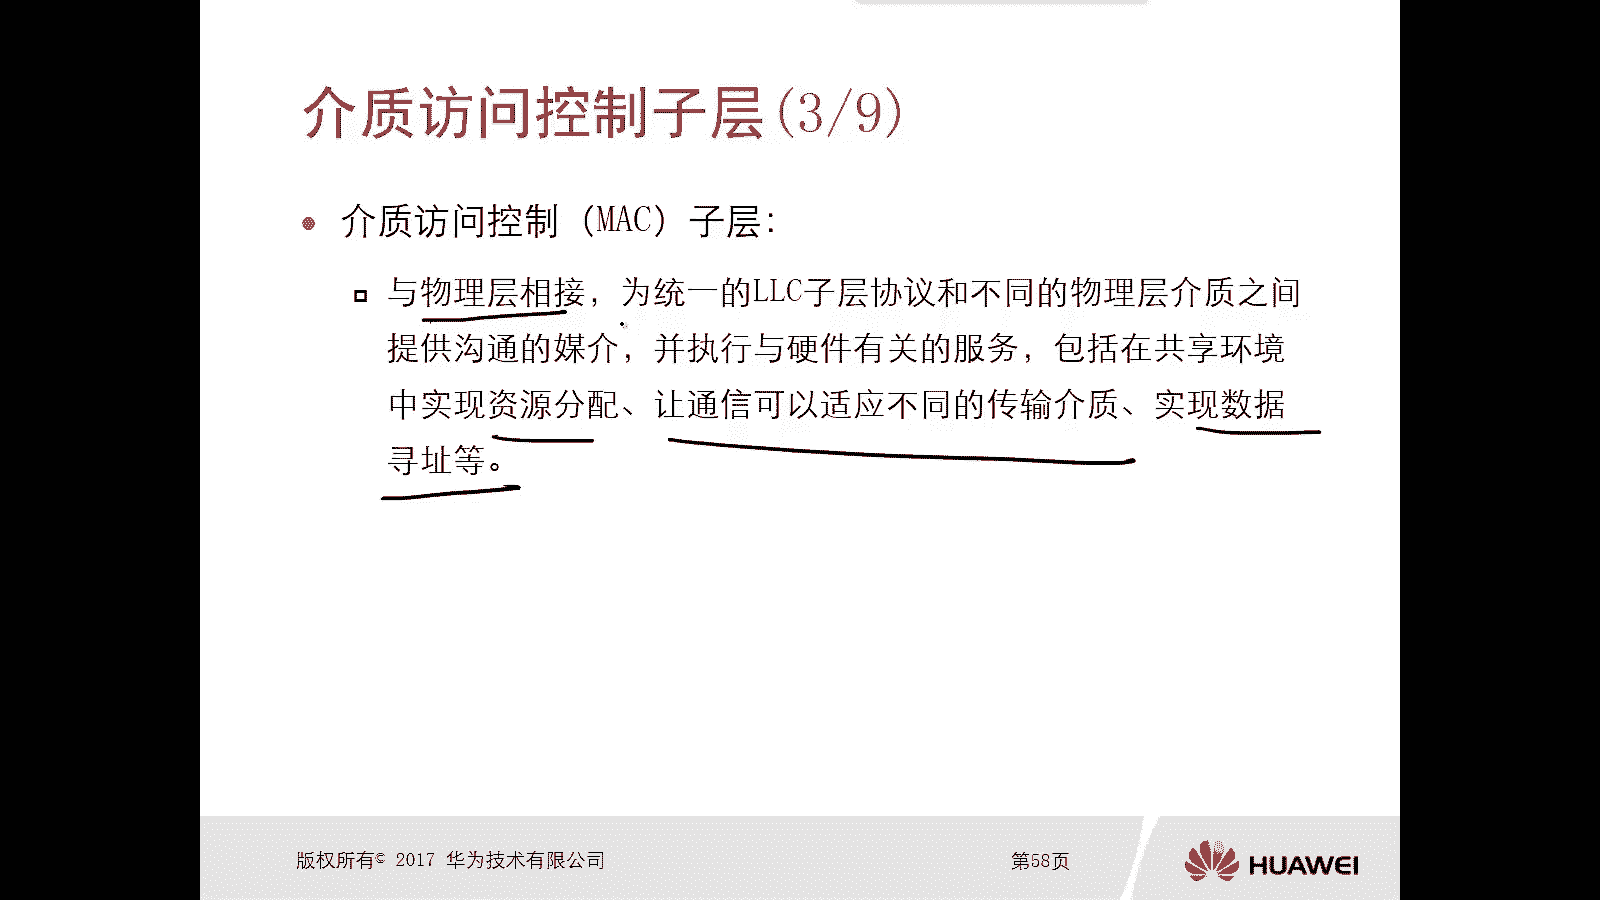 介质访问控制子层(3/9)
介质访问控制（MAC）子层：
与物理层相接，为统一的LLC子层协议和不同的物理层介质之间
提供沟通的媒介，并执行与硬件有关的服务，包括在共享环境
中实现资源分配、让通信可以适应不同的传输介质、实现数据
寻址等。
版权所有© 2017 华为技术有限公司
第58页
HUAWEI